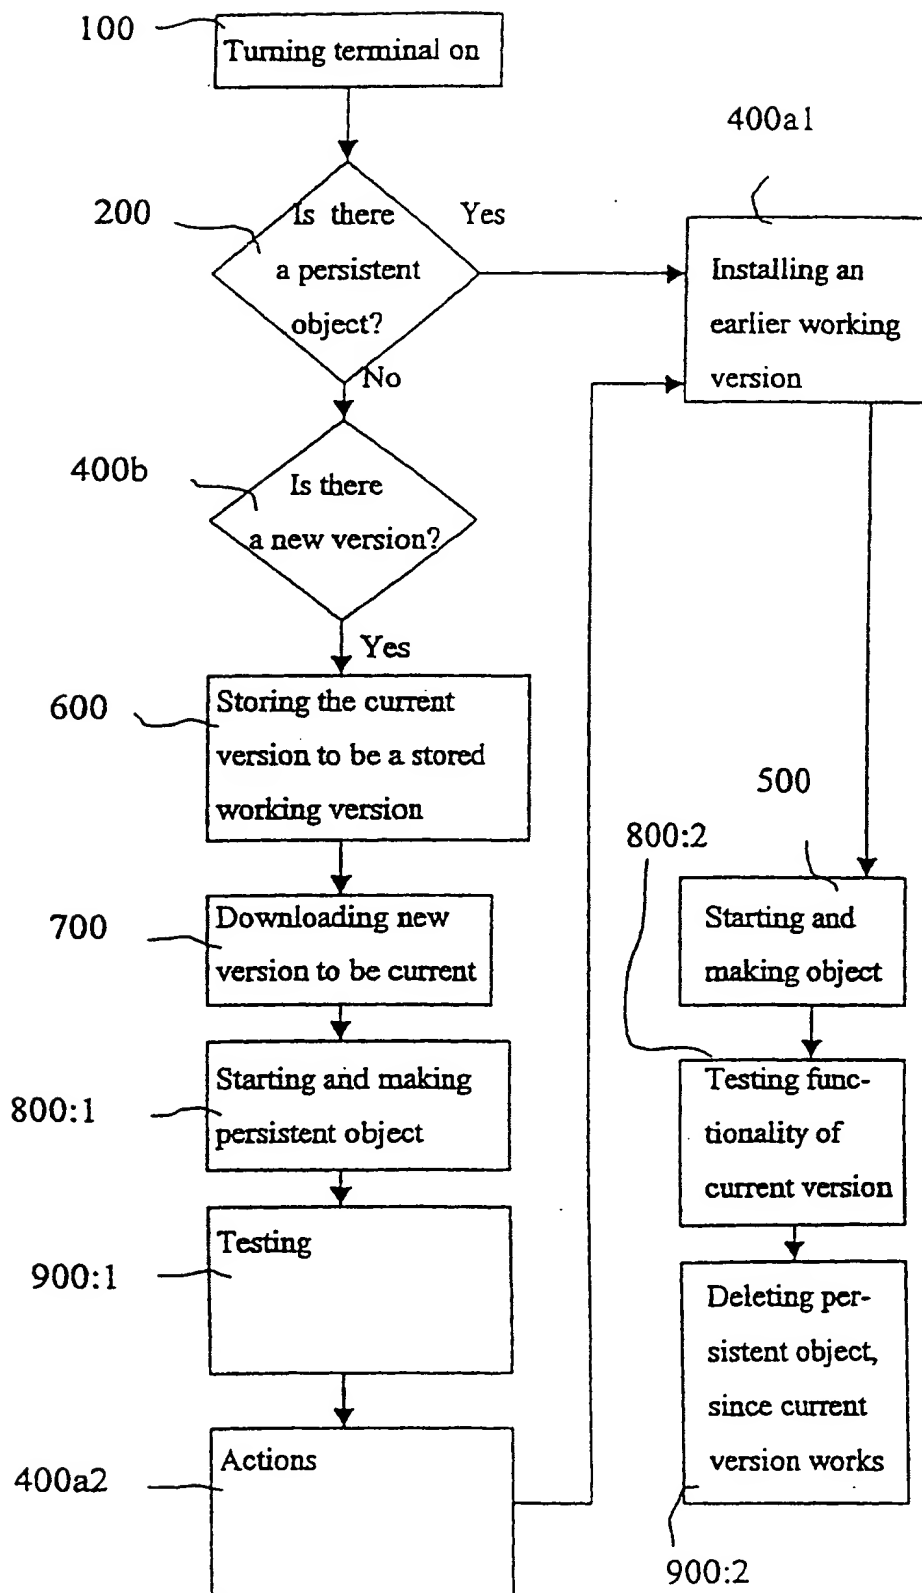 100
Turning terminal on
400a1
200
Is there
a persistent
object?
Yes
Installing an
earlier working
version
No
400b
Is there
a new version?
Yes
600
Storing the current
version to be a stored
working version
500
800:2
700
Downloading new
version to be current
Starting and
making object
800:1
Starting and making
persistent object
Testing func-
tionality of
current version
900:1
Testing
Deleting per-
sistent object,
since current
version works
400a2
Actions
900:2